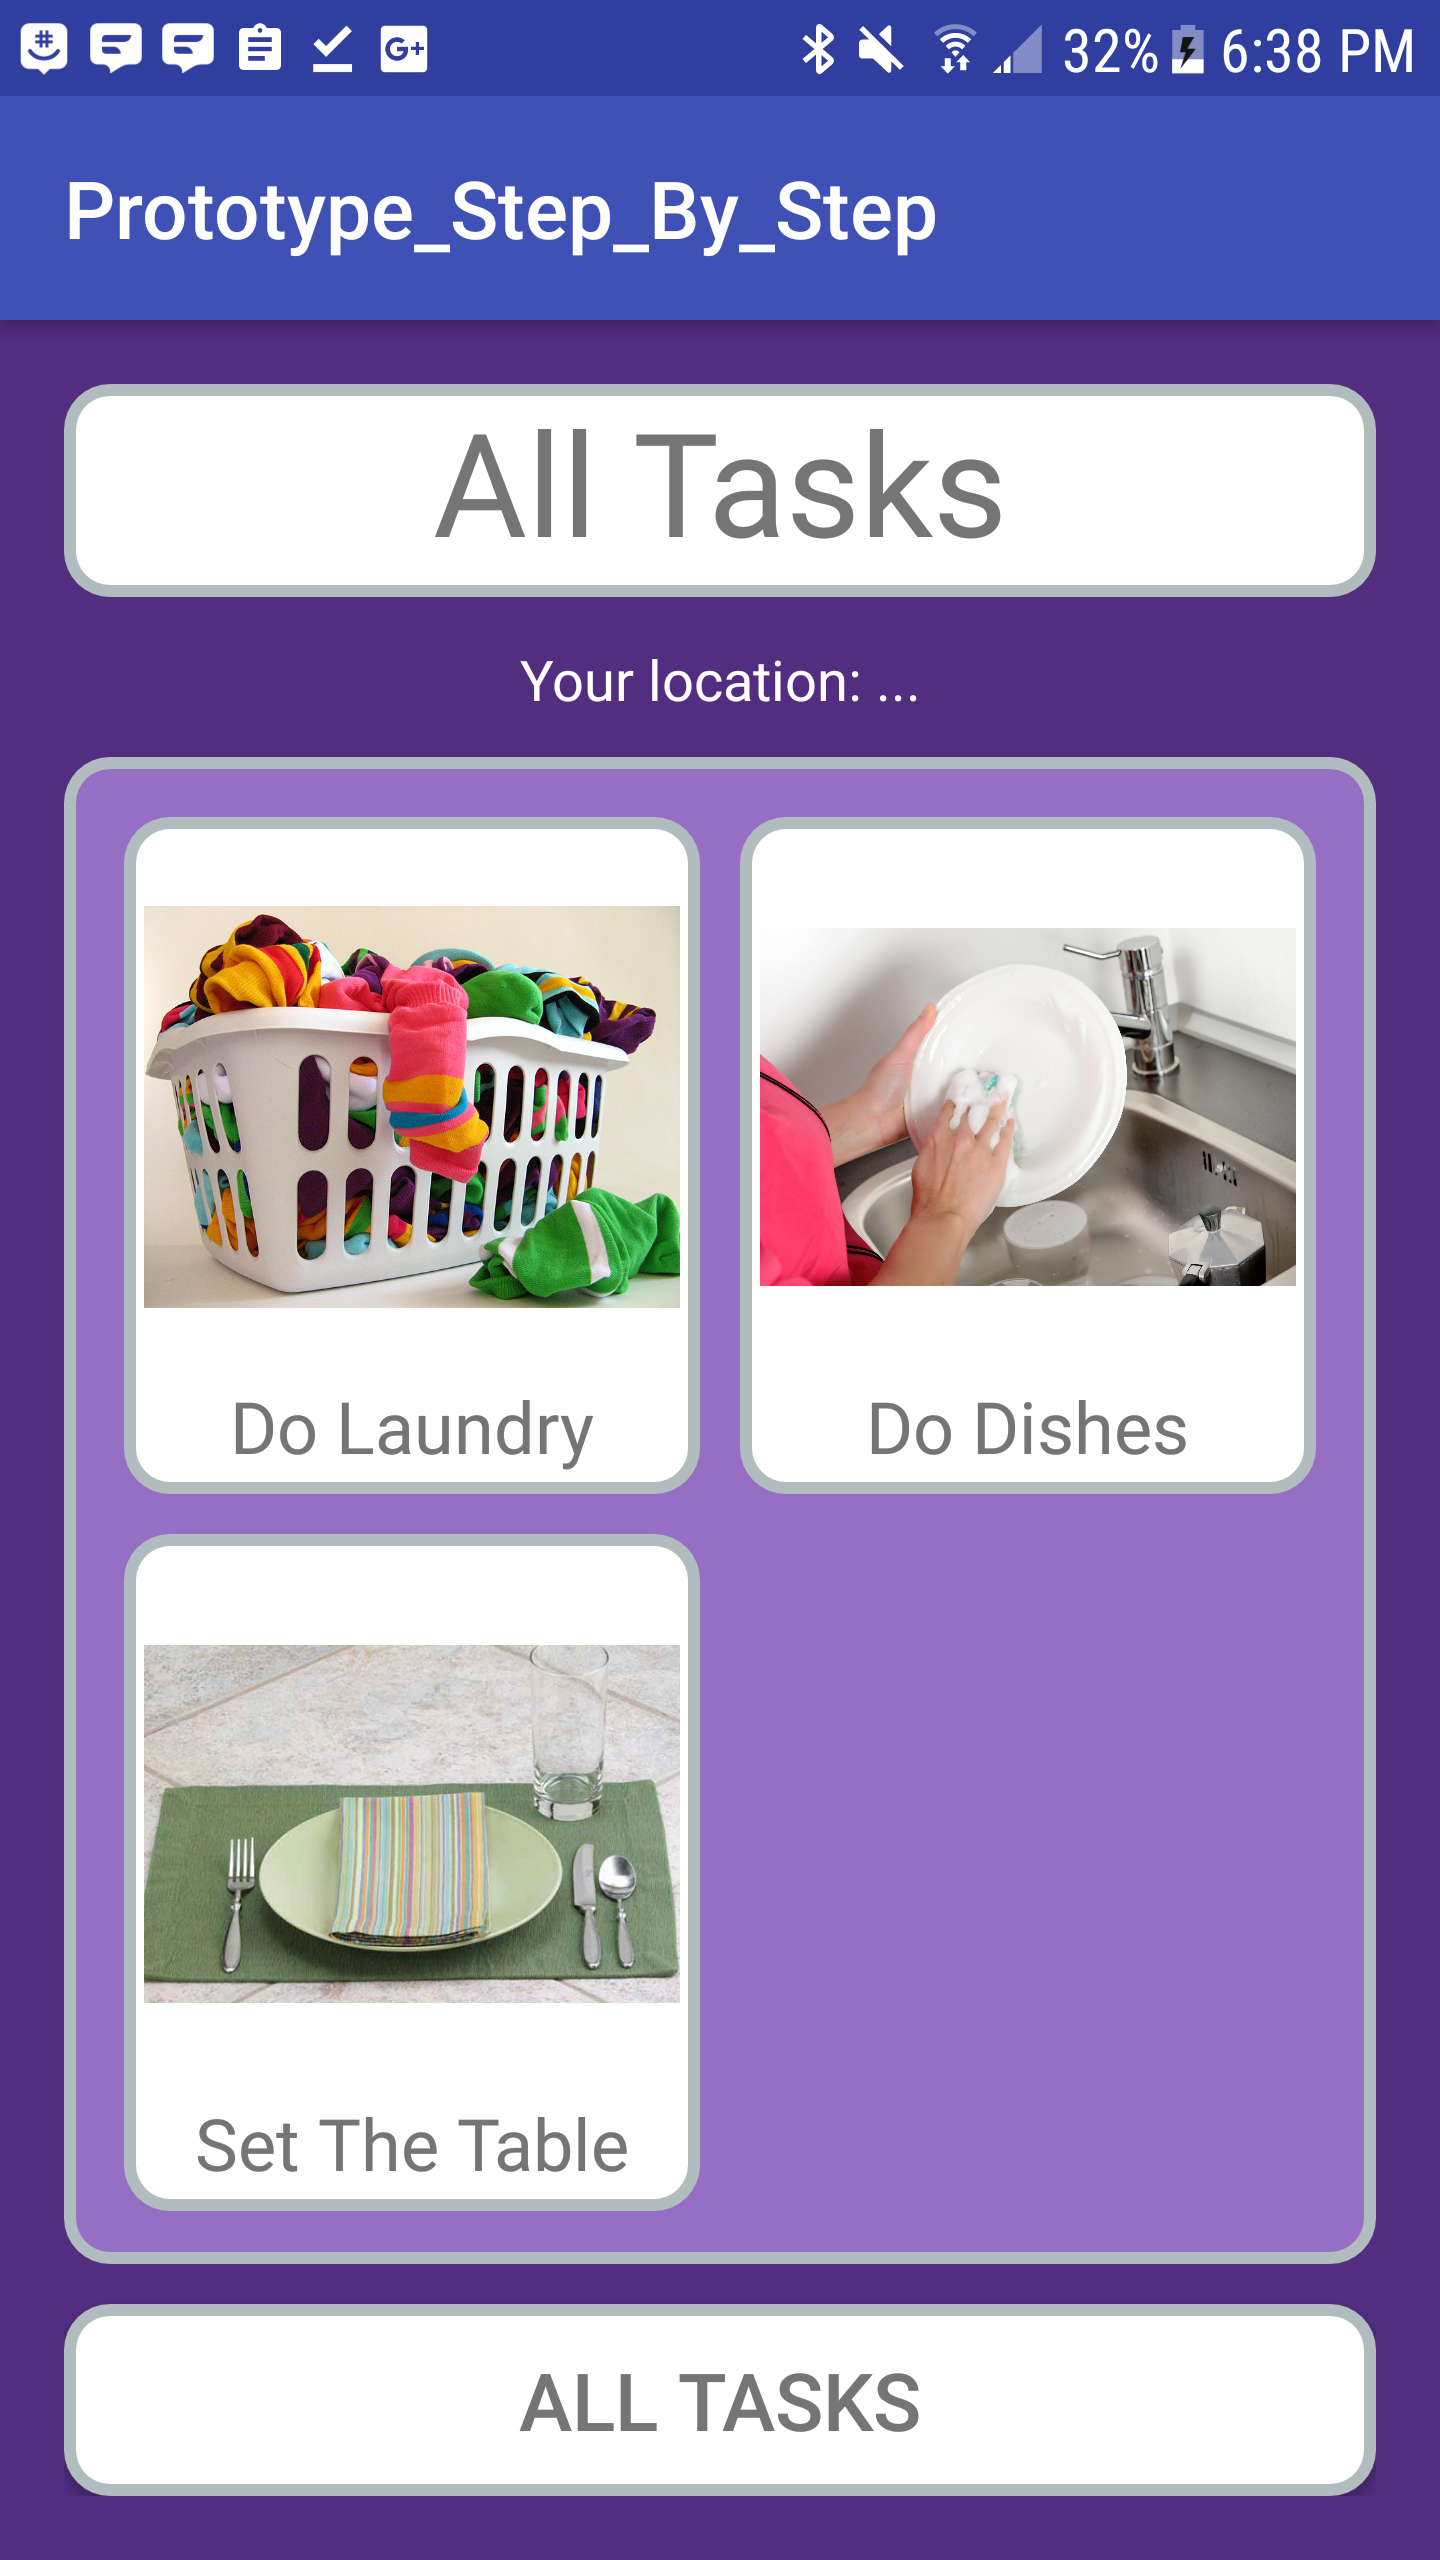 32% 6:38 PM
Prototype_Step_By_Step
All Tasks
Your location: ...
Do Laundry
Do Dishes
Set The Table
ALL TASKS